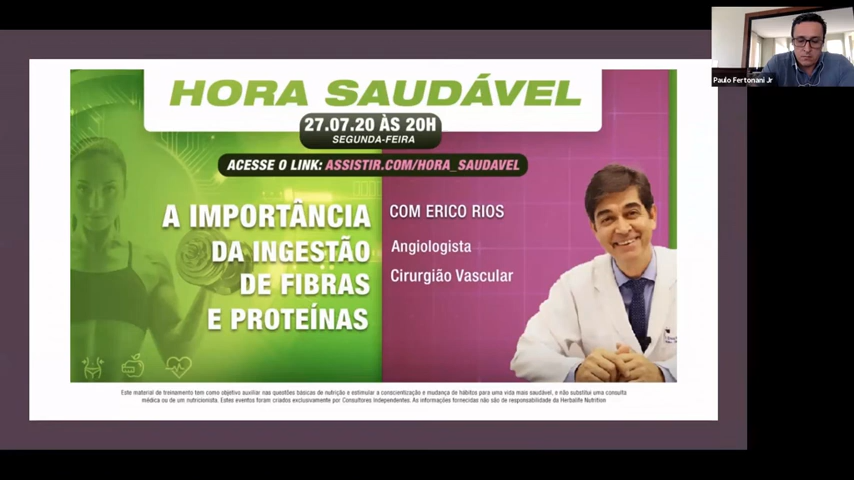 HORA SAUDÁVEL
27.07.20 ÀS 20H
SEGUNDA-FEIRA
ACESSE O LINK: ASSISTIR.COM/HORA_SAUDAVEL
A IMPORTÂNCIA
DA INGESTÃO
DE FIBRAS
E PROTEÍNAS
COM ERICO RIOS
Angiologista
Cirurgião Vascular
Este material de treinamento tem como objetivo auxiliar nas questões básicas de nutrição e estimular a conscientização e mudança de hábitos para uma vida mais saudável, e não substitui uma consulta
médica ou de um nutricionista. Estes eventos foram criados exclusivamente por Consultores Independentes. As informações fornecidas não são de responsabilidade da Herbalife Nutrition
Paulo Fertonani Jr